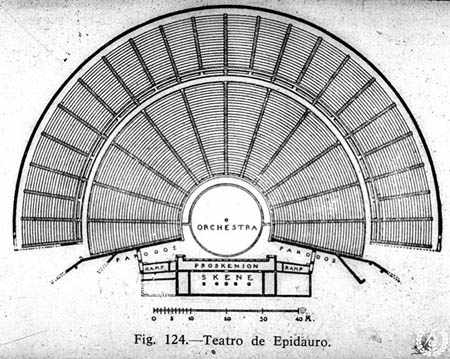 ORCHESTRA
PARODOS
PARODOS
RAMP
PROSKENION
RAMP
SKENE
0 5 10 20 30 40 M.
Fig. 124.—Teatro de Epidauro.